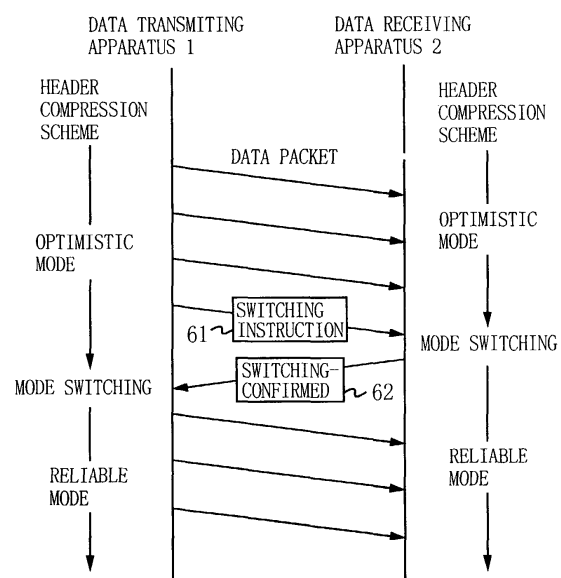 DATA TRANSMITING
APPARATUS 1
DATA RECEIVING
APPARATUS 2
HEADER
COMPRESSION
SCHEME
HEADER
COMPRESSION
SCHEME
DATA PACKET
OPTIMISTIC
MODE
OPTIMISTIC
MODE
61
SWITCHING
INSTRUCTION
MODE SWITCHING
SWITCHING-
CONFIRMED
62
MODE SWITCHING
RELIABLE
MODE
RELIABLE
MODE